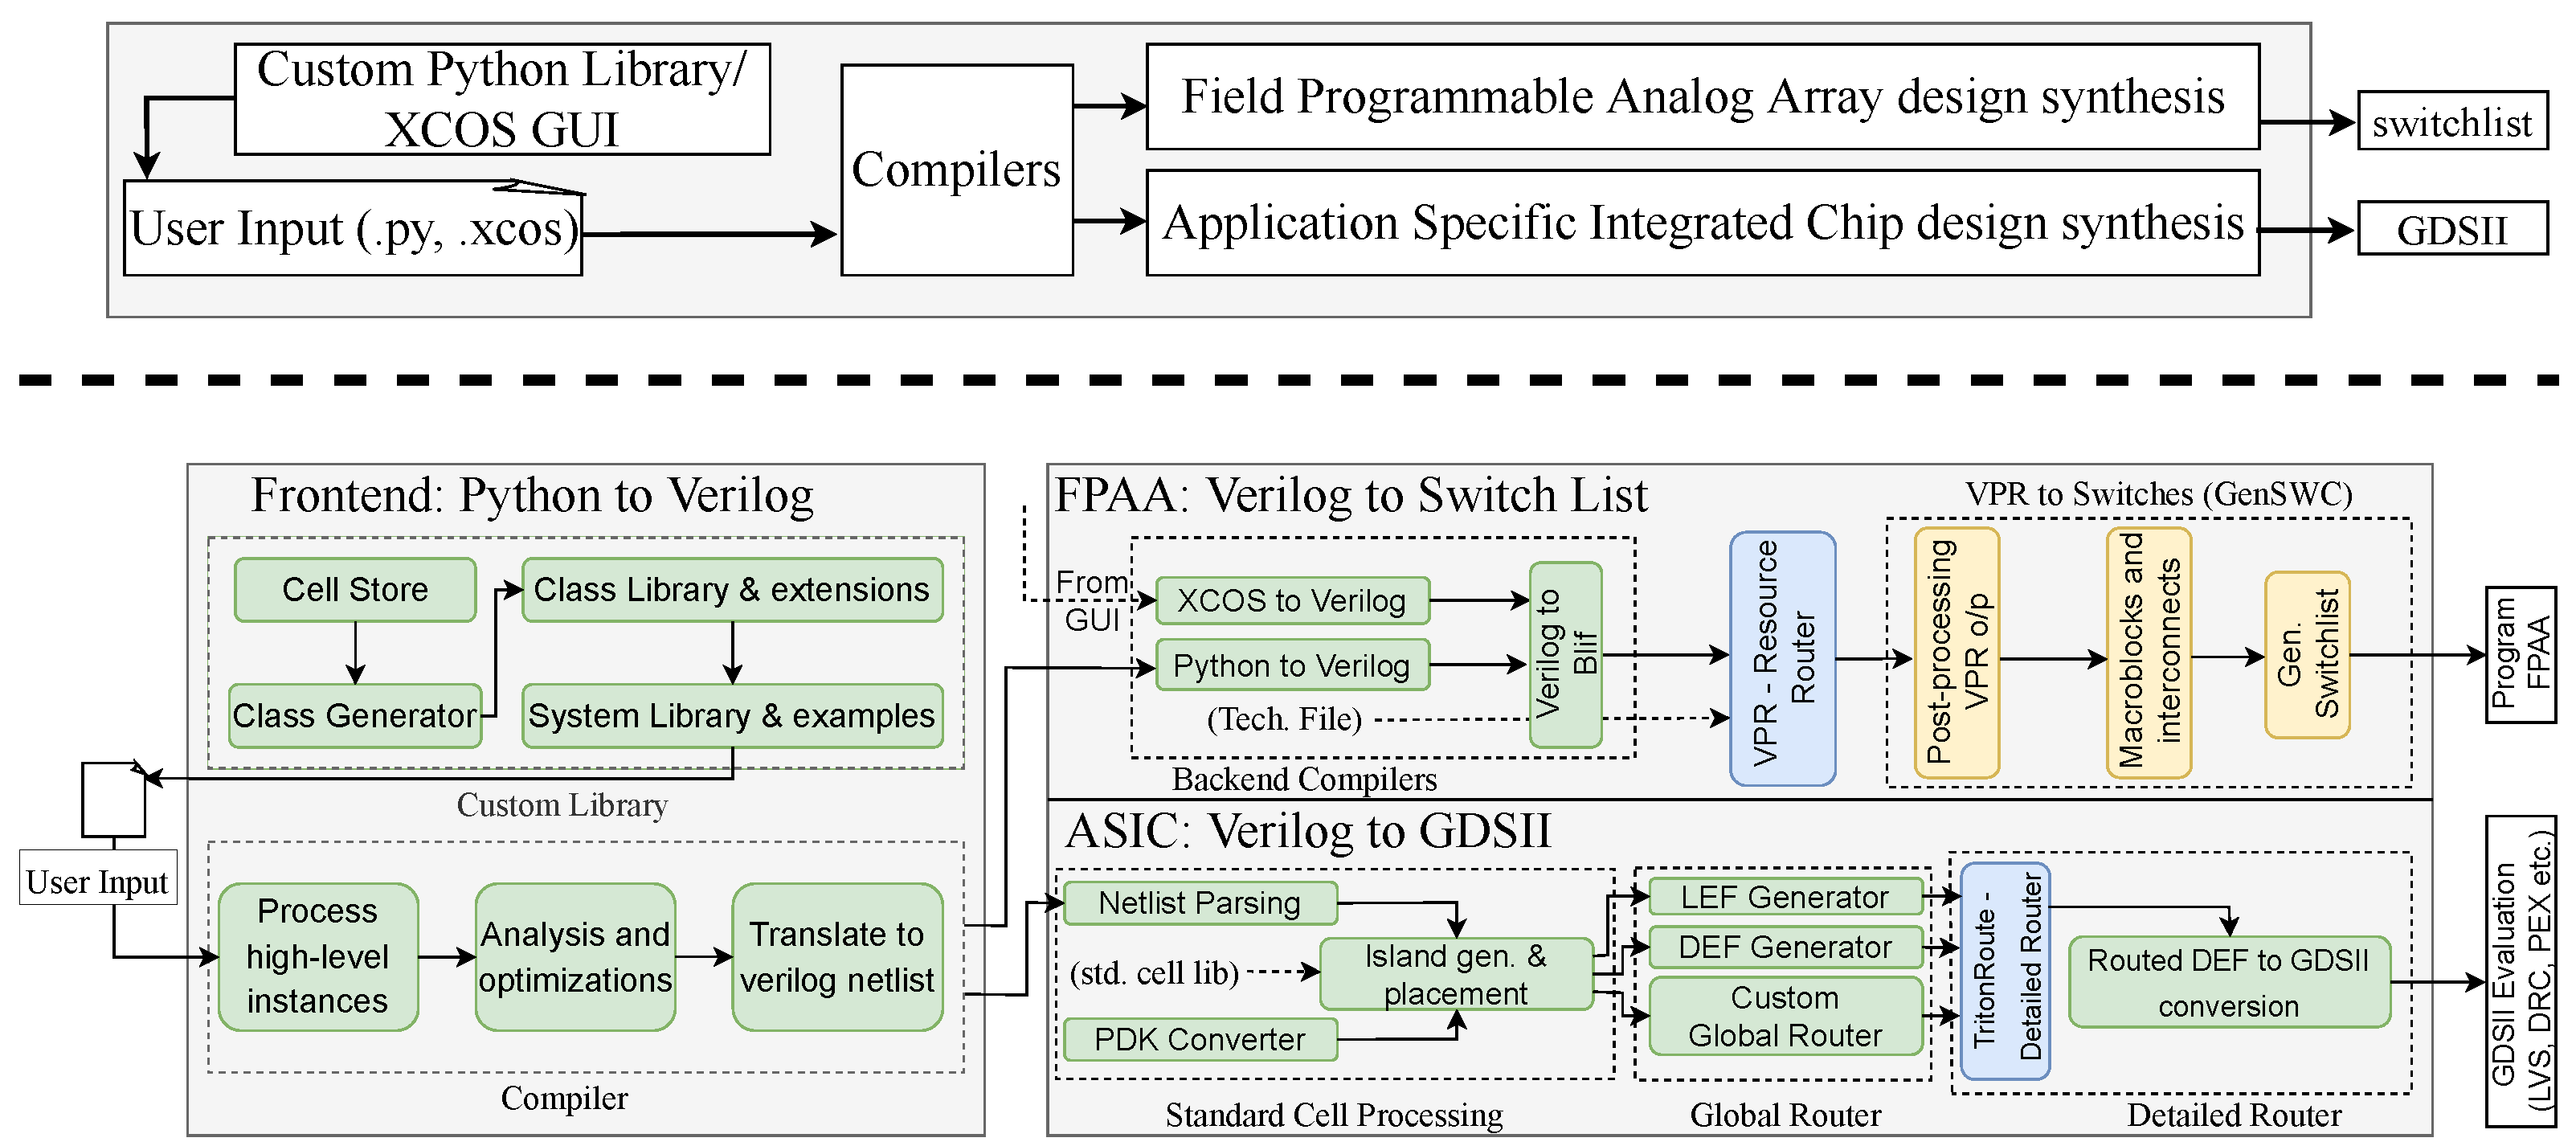 Custom Python Library/
XCOS GUI
User Input (.py, .xcos)
Compilers
Field Programmable Analog Array design synthesis
Application Specific Integrated Chip design synthesis
switchlist
GDSII
Frontend: Python to Verilog
Cell Store
Class Library & extensions
Class Generator
System Library & examples
Custom Library
User Input
Process
high-level
instances
Analysis and
optimizations
Translate to
verilog netlist
Compiler
FPAA: Verilog to Switch List
From
GUI
XCOS to Verilog
Python to Verilog
(Tech. File)
Verilog to
Blif
Backend Compilers
VPR - Resource
Router
VPR to Switches (GenSWC)
Post-processing
VPR o/p
Macroblocks and
interconnects
Gen.
Switchlist
Program
FPAA
ASIC: Verilog to GDSII
Netlist Parsing
(std. cell lib)
Island gen. &
placement
PDK Converter
Standard Cell Processing
LEF Generator
DEF Generator
Custom
Global Router
Global Router
TritonRoute -
Detailed Router
Routed DEF to GDSII
conversion
Detailed Router
GDSII Evaluation
(LVS, DRC, PEX etc.)